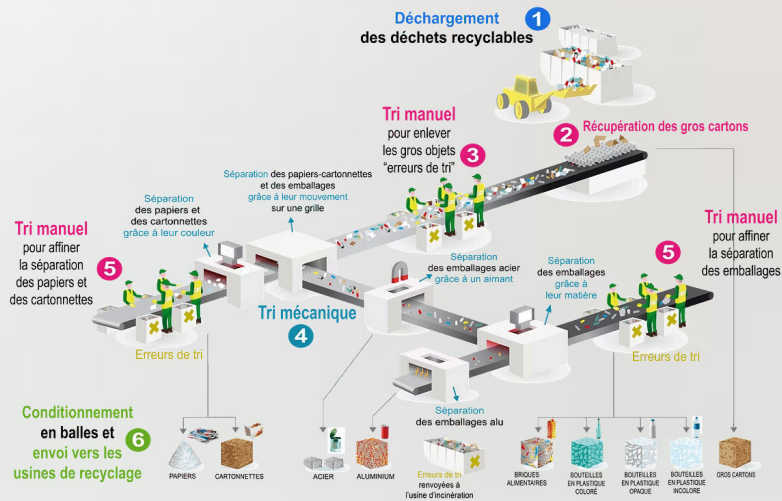 Déchargement
des déchets recyclables
1
2 Récupération des gros cartons
Tri manuel
pour enlever
les gros objets
"erreurs de tri"
3
Séparation des papiers-cartonnettes
et des emballages
grâce à leur mouvement
sur une grille
Séparation
des papiers et
des cartonnettes
grâce à leur couleur
Tri manuel
pour affiner
la séparation
des papiers et
des cartonnettes
5
Erreurs de tri
Tri mécanique
4
Séparation
des emballages acier
grâce à un aimant
Séparation
des emballages
grâce à
leur matière
Tri manuel
pour affiner
la séparation
des emballages
5
Erreurs de tri
Séparation
des emballages alu
Conditionnement
en balles et
envoi vers les
usines de recyclage
6
PAPIERS
CARTONNETTES
ACIER
ALUMINIUM
Erreurs de tri
renvoyées à
l'usine d'incinération
BRIQUES
ALIMENTAIRES
BOUTEILLES
EN PLASTIQUE
COLORÉ
BOUTEILLES
EN PLASTIQUE
OPAQUE
BOUTEILLES
EN PLASTIQUE
INCOLORE
GROS CARTONS